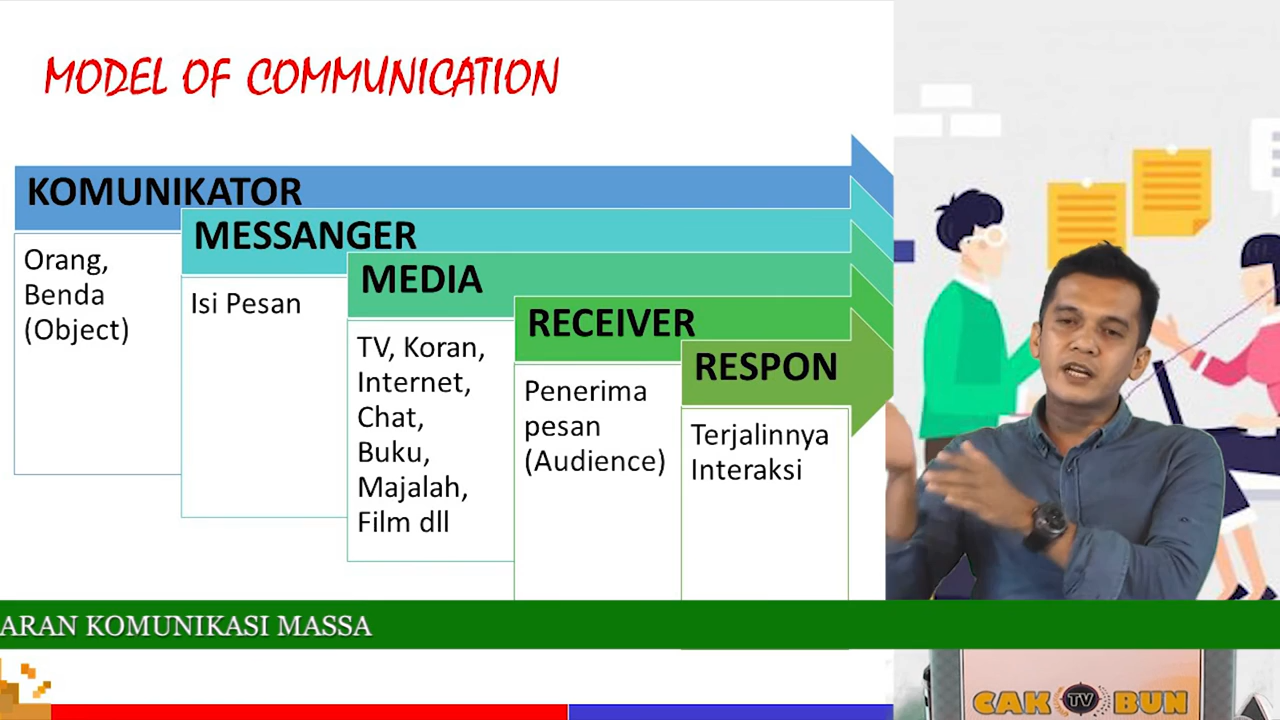 MODEL OF COMMUNICATION
KOMUNIKATOR
Orang,
Benda
(Object)
MESSANGER
Isi Pesan
MEDIA
TV, Koran,
Internet,
Chat,
Buku,
Majalah,
Film dll
RECEIVER
Penerima
pesan
(Audience)
RESPON
Terjalinnya
Interaksi
ARAN KOMUNIKASI MASSA
CAK TV BUN